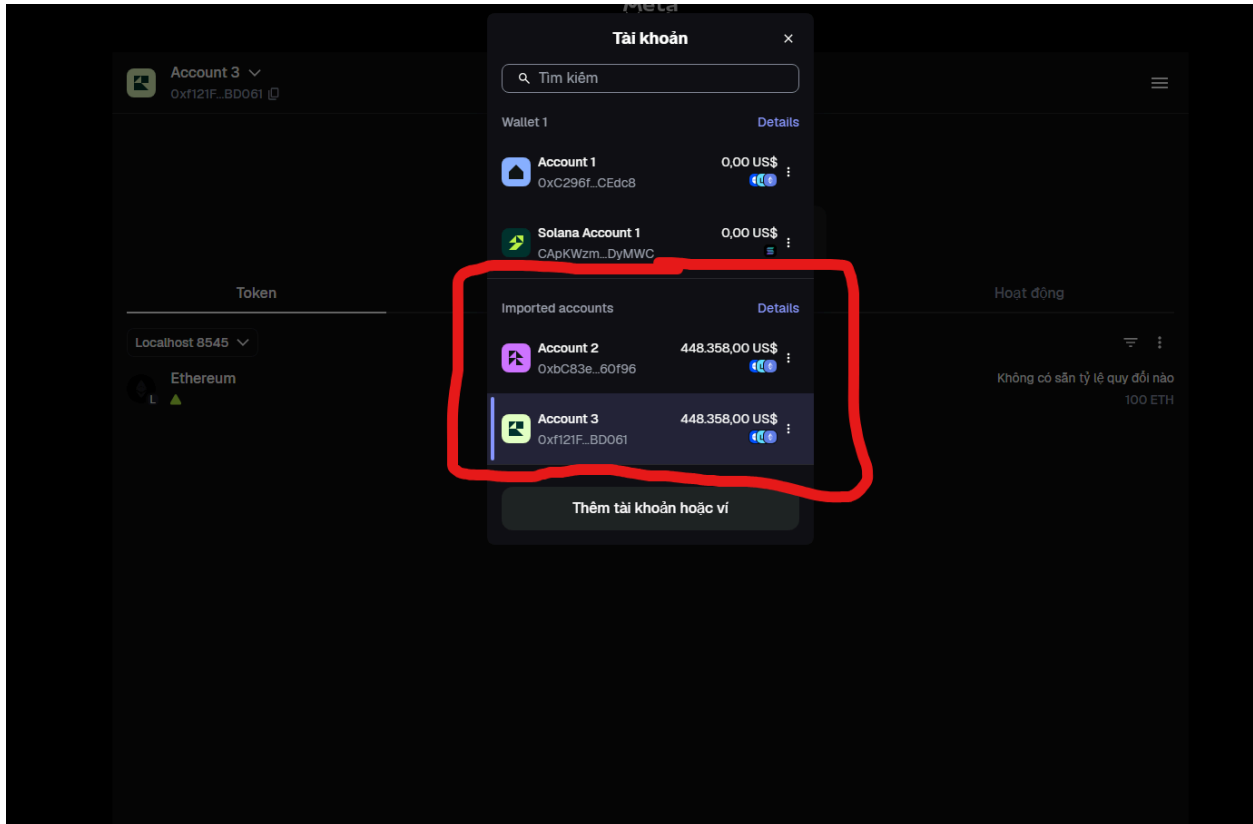 Meta
Tài khoản
Account 3
0xf121F...BD061
Tìm kiếm
Wallet 1
Details
Account 1
0,00 US$
0xC296f...CEdc8
Solana Account 1
0,00 US$
CApKWzm...DyMWC
Token
Hoạt động
Imported accounts
Details
Localhost 8545
Account 2
448.358,00 US$
0xbC83e...60f96
Ethereum
L
Không có sẵn tỷ lệ quy đổi nào
100 ETH
Account 3
448.358,00 US$
0xf121F...BD061
Thêm tài khoản hoặc ví